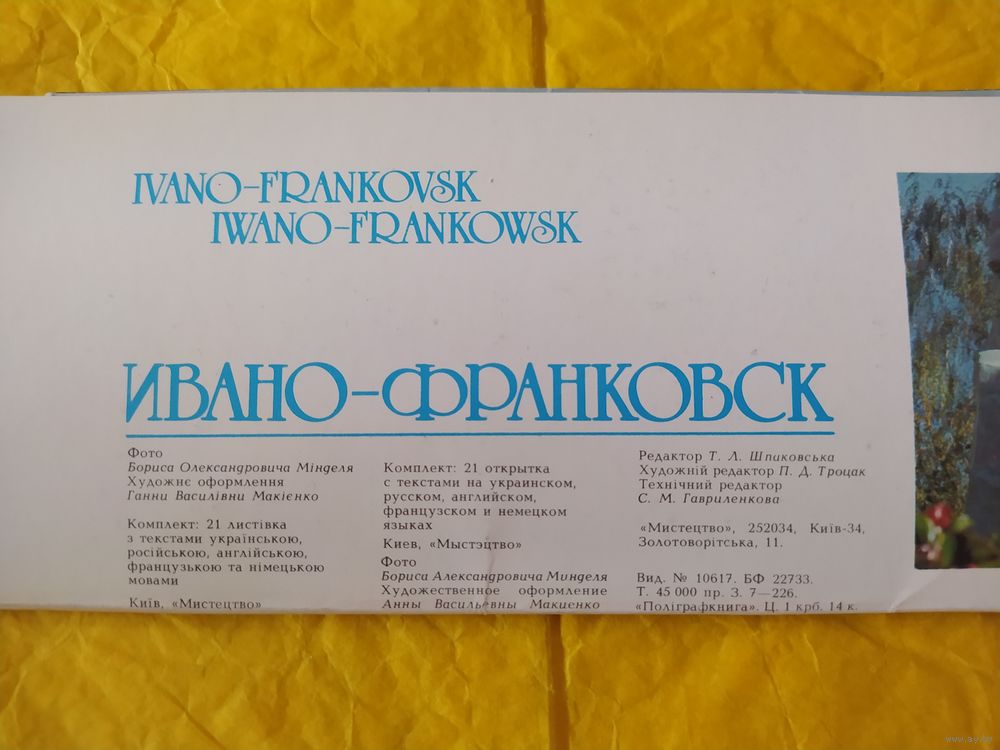 IVANO-FRANKOVSK
IWANO-FRANKOWSK
ИВАНО-ФРАНКОВСК
Фото
Бориса Олександровича Мінделя
Художнє оформлення
Ганни Василівни Макієнко
Комплект: 21 листівка
з текстами українською,
російською, англійською,
французькою та німецькою
мовами
Київ, «Мистецтво»
Комплект: 21 открытка
с текстами на украинском,
русском, английском,
французском и немецком
языках
Киев, «Мыстэцтво»
Фото
Бориса Александровича Минделя
Художественное оформление
Анны Васильевны Макиенко
Редактор Т. Л. Шпаковська
Художній редактор П. Д. Троцак
Технічний редактор
С. М. Гавриленкова
«Мистецтво», 252034, Київ-34,
Золотоворітська, 11.
Вид. № 10617. БФ 22733.
Т. 45 000 пр. З. 7—226.
«Поліграфкнига». Ц. 1 крб. 14 к.